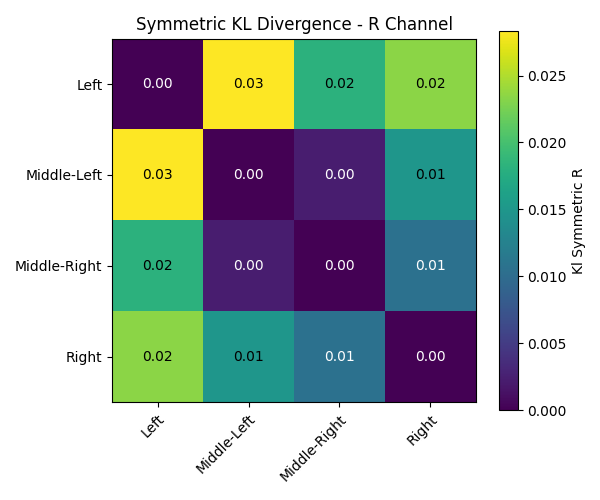 Symmetric KL Divergence - R Channel
Left
0.00 0.03 0.02 0.02
Middle-Left
0.03 0.00 0.00 0.01
Middle-Right
0.02 0.00 0.00 0.01
Right
0.02 0.01 0.01 0.00
Left
Middle-Left
Middle-Right
Right
0.025
0.020
0.015
0.010
0.005
0.000
Kl Symmetric R